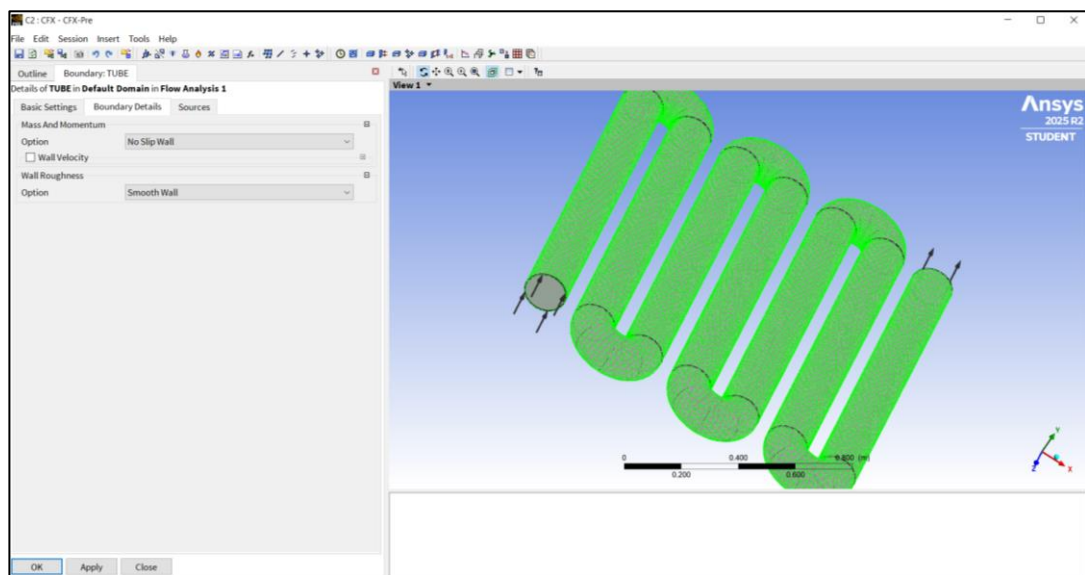 C2 : CFX - CFX-Pre
File Edit Session Insert Tools Help
Outline Boundary: TUBE
Details of TUBE in Default Domain in Flow Analysis 1
Basic Settings Boundary Details Sources
Mass And Momentum
Option No Slip Wall
Wall Velocity
Wall Roughness
Option Smooth Wall
OK Apply Close
View 1
Ansys
2025 R2
STUDENT
0 0.400 0.800 (m)
0.200 0.600
Y
Z X